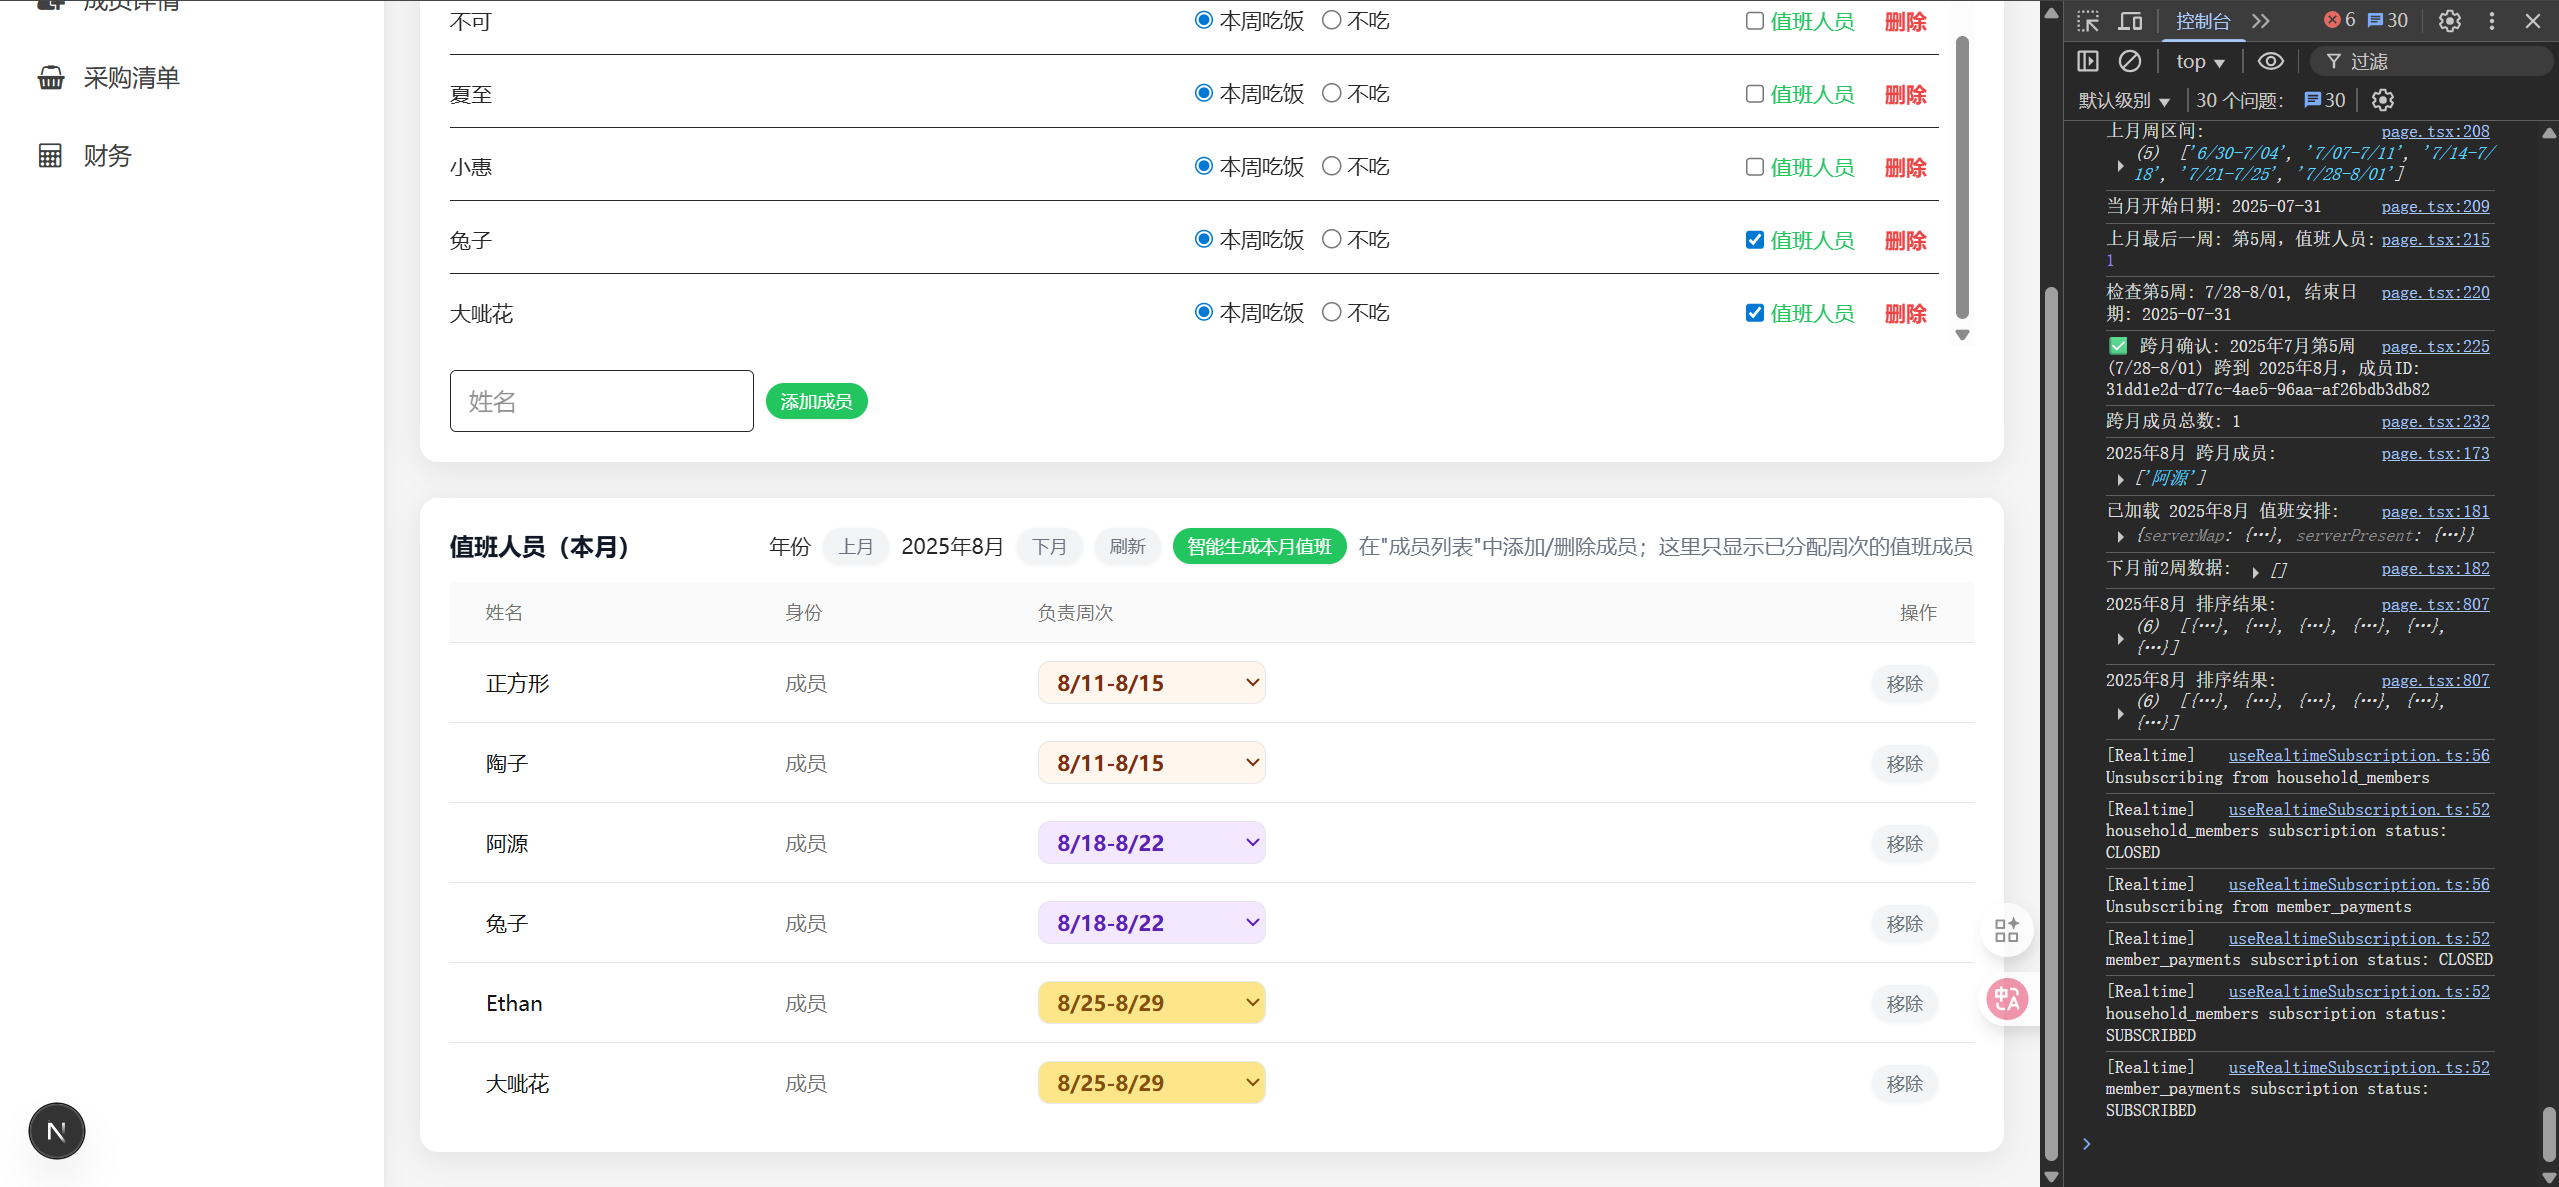 成员详情
采购清单
财务
不可 本周吃饭 不吃 值班人员 删除
夏至 本周吃饭 不吃 值班人员 删除
小惠 本周吃饭 不吃 值班人员 删除
兔子 本周吃饭 不吃 值班人员 删除
大呲花 本周吃饭 不吃 值班人员 删除
姓名 添加成员
值班人员（本月） 年份 上月 2025年8月 下月 刷新 智能生成本月值班 在"成员列表"中添加/删除成员；这里只显示已分配周次的值班成员
姓名 身份 负责周次 操作
正方形 成员 8/11-8/15 移除
陶子 成员 8/11-8/15 移除
阿源 成员 8/18-8/22 移除
兔子 成员 8/18-8/22 移除
Ethan 成员 8/25-8/29 移除
大呲花 成员 8/25-8/29 移除
N
中A
控制台 6 30
top 过滤
默认级别 30 个问题: 30
上月周区间: page.tsx:208
(5) ['6/30-7/04', '7/07-7/11', '7/14-7/
18', '7/21-7/25', '7/28-8/01']
当月开始日期: 2025-07-31 page.tsx:209
上月最后一周: 第5周, 值班人员: page.tsx:215
1
检查第5周: 7/28-8/01, 结束日 page.tsx:220
期: 2025-07-31
✅ 跨月确认: 2025年7月第5周 page.tsx:225
(7/28-8/01) 跨到 2025年8月, 成员ID:
31dd1e2d-d77c-4ae5-96aa-af26bdb3db82
跨月成员总数: 1 page.tsx:232
2025年8月 跨月成员: page.tsx:173
['阿源']
已加载 2025年8月 值班安排: page.tsx:181
{serverMap: {…}, serverPresent: {…}}
下月前2周数据: [] page.tsx:182
2025年8月 排序结果: page.tsx:807
(6) [{…}, {…}, {…}, {…}, {…},
{…}]
2025年8月 排序结果: page.tsx:807
(6) [{…}, {…}, {…}, {…}, {…},
{…}]
[Realtime] useRealtimeSubscription.ts:56
Unsubscribing from household_members
[Realtime] useRealtimeSubscription.ts:52
household_members subscription status:
CLOSED
[Realtime] useRealtimeSubscription.ts:56
Unsubscribing from member_payments
[Realtime] useRealtimeSubscription.ts:52
member_payments subscription status: CLOSED
[Realtime] useRealtimeSubscription.ts:52
household_members subscription status:
SUBSCRIBED
[Realtime] useRealtimeSubscription.ts:52
member_payments subscription status:
SUBSCRIBED